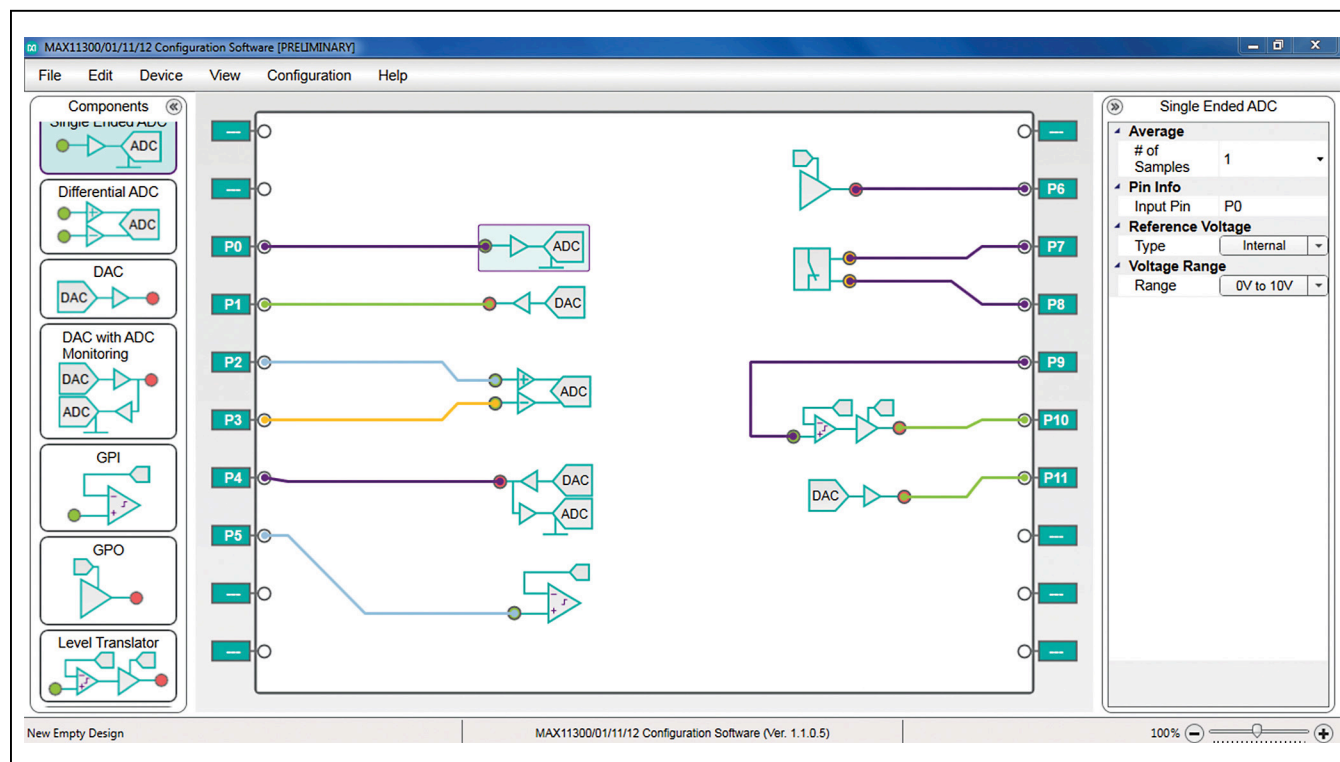 MAX11300/01/11/12 Configuration Software [PRELIMINARY]
File Edit Device View Configuration Help
Components
Single Ended ADC
ADC
Differential ADC
ADC
DAC
DAC
DAC with ADC
Monitoring
DAC
ADC
GPI
GPO
Level Translator
---
---
P0
P1
P2
P3
P4
P5
---
---
ADC
DAC
ADC
DAC
ADC
DAC
---
P6
P7
P8
P9
P10
P11
---
---
---
Single Ended ADC
Average
# of
Samples 1
Pin Info
Input Pin P0
Reference Voltage
Type Internal
Voltage Range
Range 0V to 10V
New Empty Design
MAX11300/01/11/12 Configuration Software (Ver. 1.1.0.5)
100%